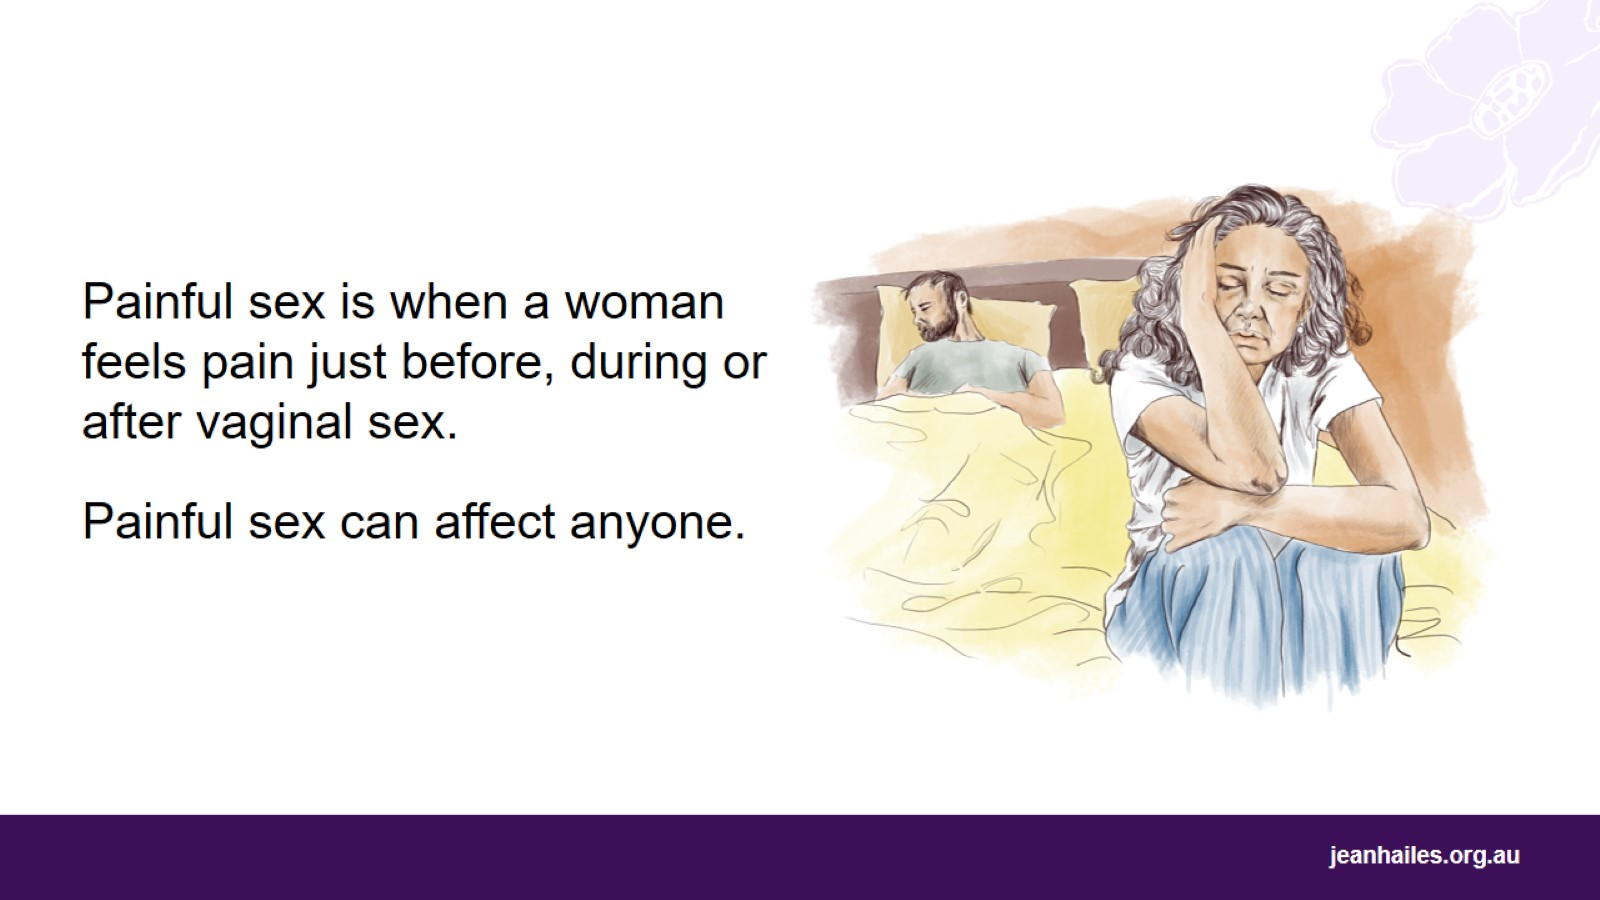 Painful sex is when a woman
feels pain just before, during or
after vaginal sex.
Painful sex can affect anyone.
jeanhailes.org.au